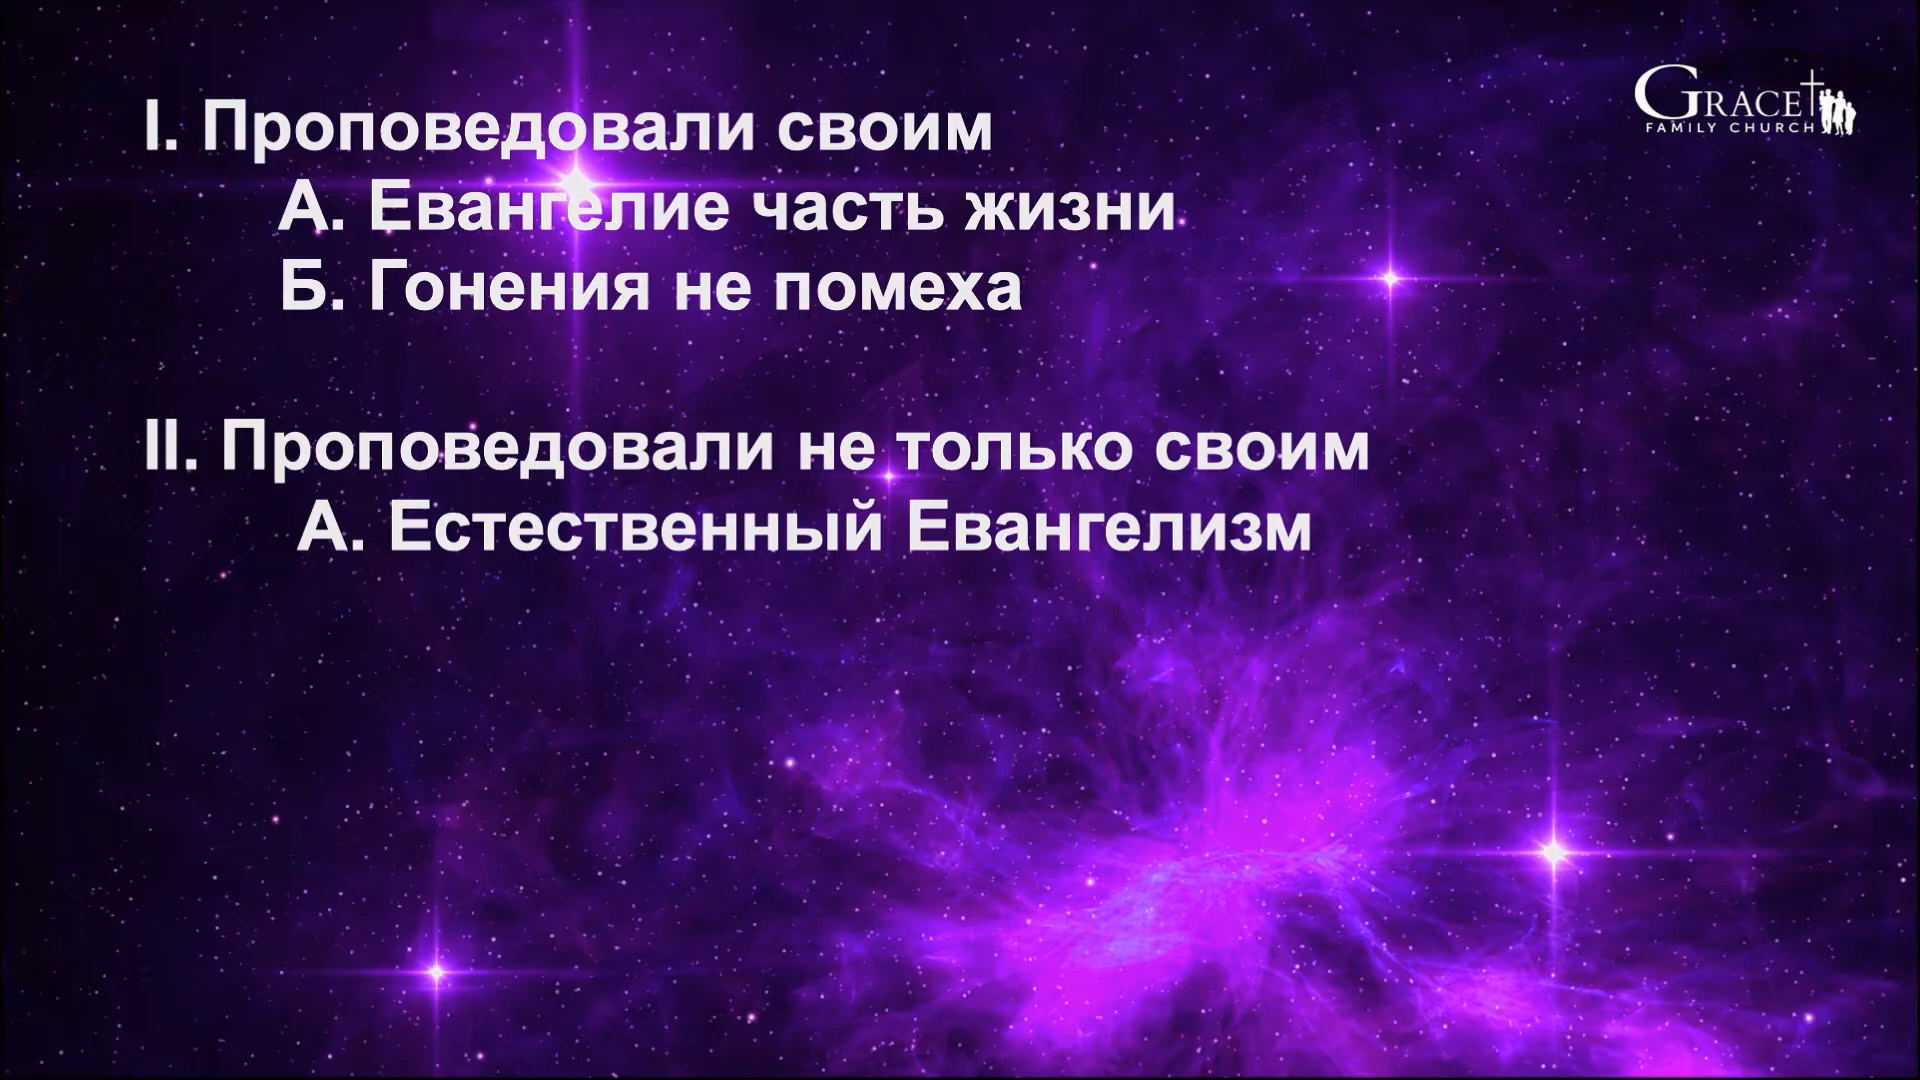 I. Проповедовали своим
А. Евангелие часть жизни
Б. Гонения не помеха
II. Проповедовали не только своим
А. Естественный Евангелизм
GRACE
FAMILY CHURCH